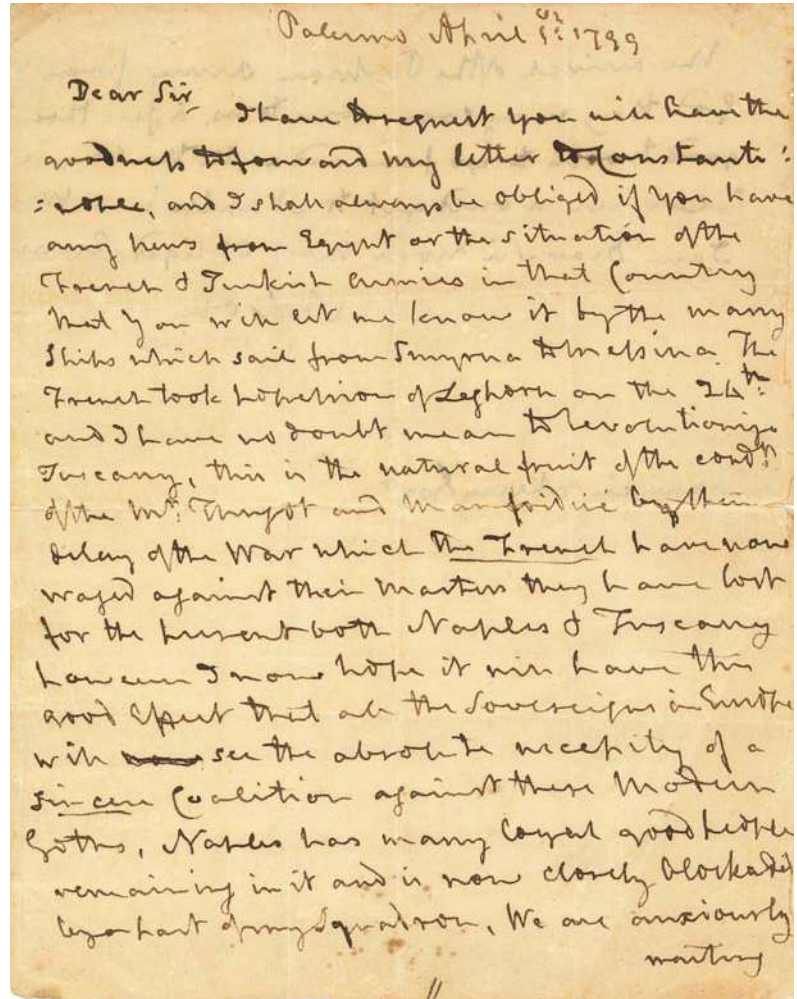 Palermo April 1st: 1799
Dear Sir,
I have to request you will have the
goodness to forward my letter to Constanti:
:nople, and I shall always be obliged if you have
any news from Egypt or the situation of the
French & Turkish Armies in that Country
that you will let me know it by the many
Ships which sail from Smyrna to Messina. The
French took possession of Leghorn on the 24th:
and I have no doubt mean to revolutionize
Tuscany, this is the natural fruit of the condt:
of the Mr: Thugot and Manfridini by their
delay of the War which the French have now
waged against their Masters they have lost
for the present both Naples & Tuscany
however I now hope it will have this
good Effect that all the Sovereigns in Europe
will see the absolute necessity of a
sincere Coalition against these Modern
Goths, Naples has many loyal good people
remaining in it and is now closely blockaded
by a part of my Squadron, We are anxiously
waiting